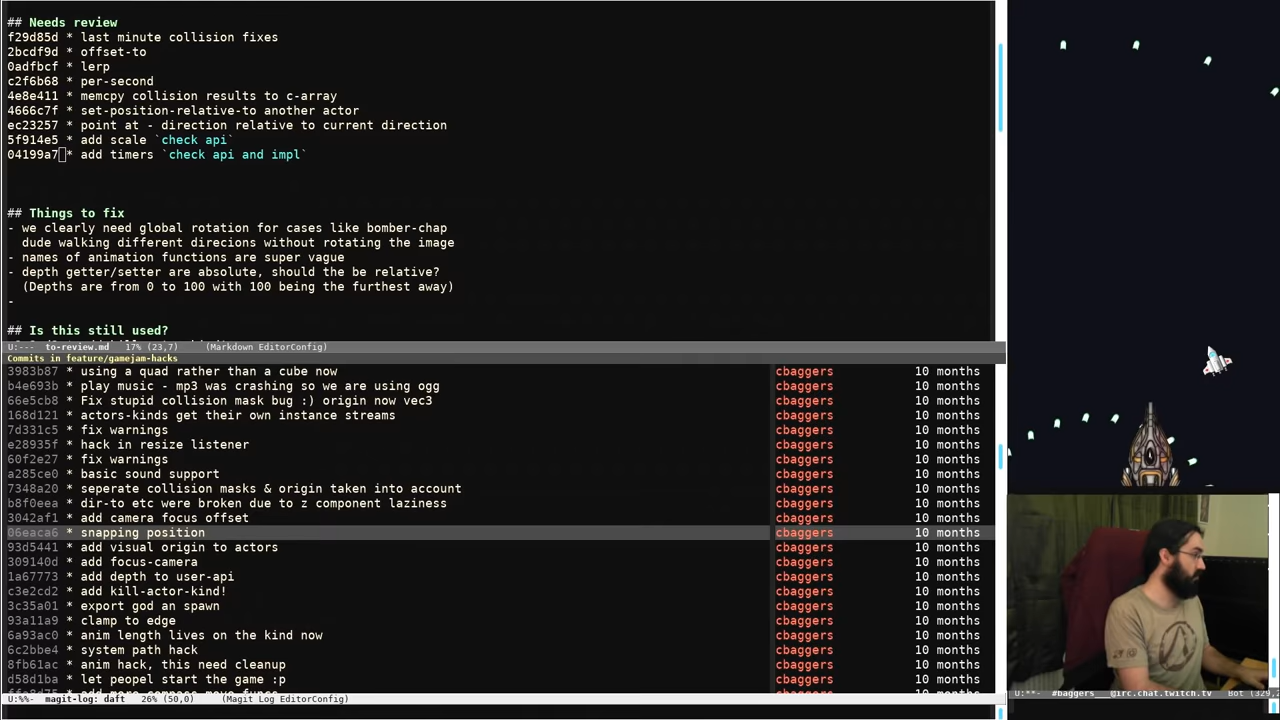 ## Needs review
f29d85d * last minute collision fixes
2bcdf9d * offset-to
0adfbcf * lerp
c2f6b68 * per-second
4e8e411 * memcpy collision results to c-array
4666c7f * set-position-relative-to another actor
ec23257 * point at - direction relative to current direction
5f914e5 * add scale `check api`
04199a7 * add timers `check api and impl`
## Things to fix
- we clearly need global rotation for cases like bomber-chap
dude walking different direcions without rotating the image
- names of animation functions are super vague
- depth getter/setter are absolute, should the be relative?
(Depths are from 0 to 100 with 100 being the furthest away)
-
## Is this still used?
U:--- to-review.md 17% (23,7) (Markdown EditorConfig)
Commits in feature/gamejam-hacks
3983b87 * using a quad rather than a cube now cbaggers 10 months
b4e693b * play music - mp3 was crashing so we are using ogg cbaggers 10 months
66e5cb8 * Fix stupid collision mask bug :) origin now vec3 cbaggers 10 months
168d121 * actors-kinds get their own instance streams cbaggers 10 months
7d331c5 * fix warnings cbaggers 10 months
e28935f * hack in resize listener cbaggers 10 months
60f2e27 * fix warnings cbaggers 10 months
a285ce0 * basic sound support cbaggers 10 months
7348a20 * seperate collision masks & origin taken into account cbaggers 10 months
b8f0eea * dir-to etc were broken due to z component laziness cbaggers 10 months
3042af1 * add camera focus offset cbaggers 10 months
06eaca6 * snapping position cbaggers 10 months
93d5441 * add visual origin to actors cbaggers 10 months
309140d * add focus-camera cbaggers 10 months
1a67773 * add depth to user-api cbaggers 10 months
c3e2cd2 * add kill-actor-kind! cbaggers 10 months
3c35a01 * export god an spawn cbaggers 10 months
93a11a9 * clamp to edge cbaggers 10 months
6a93ac0 * anim length lives on the kind now cbaggers 10 months
6c2bbe4 * system path hack cbaggers 10 months
8fb61ac * anim hack, this need cleanup cbaggers 10 months
d58d1ba * let peopel start the game :p cbaggers 10 months
U:%%- magit-log: daft 26% (50,0) (Magit Log EditorConfig)
U:**- #baggers___@irc.chat.twitch.tv Bot (329,2